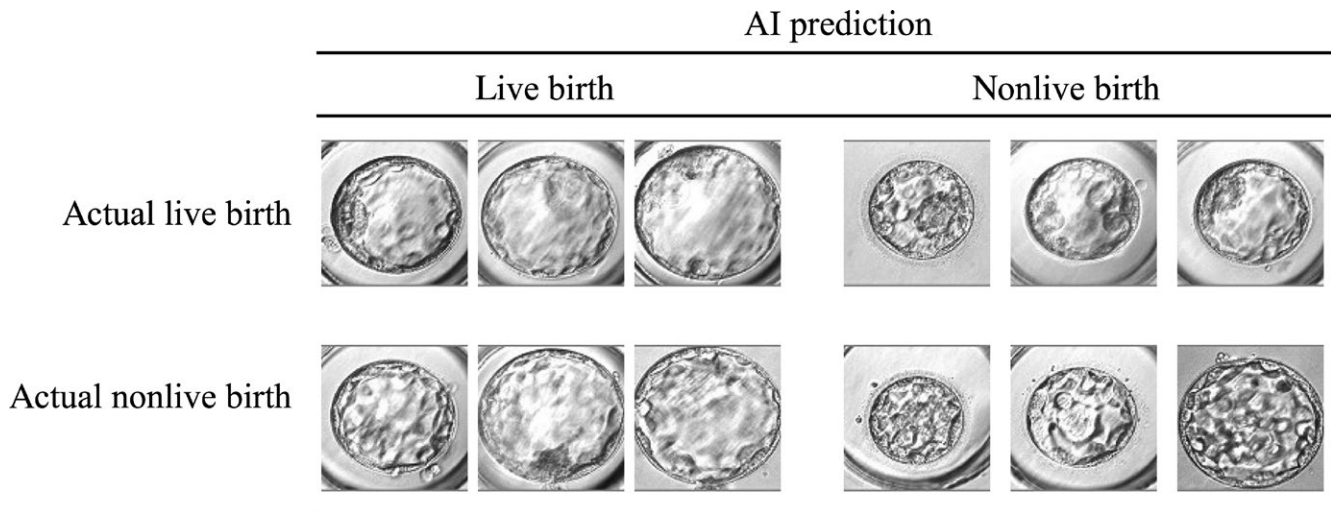 AI prediction
Live birth
Nonlive birth
Actual live birth
Actual nonlive birth